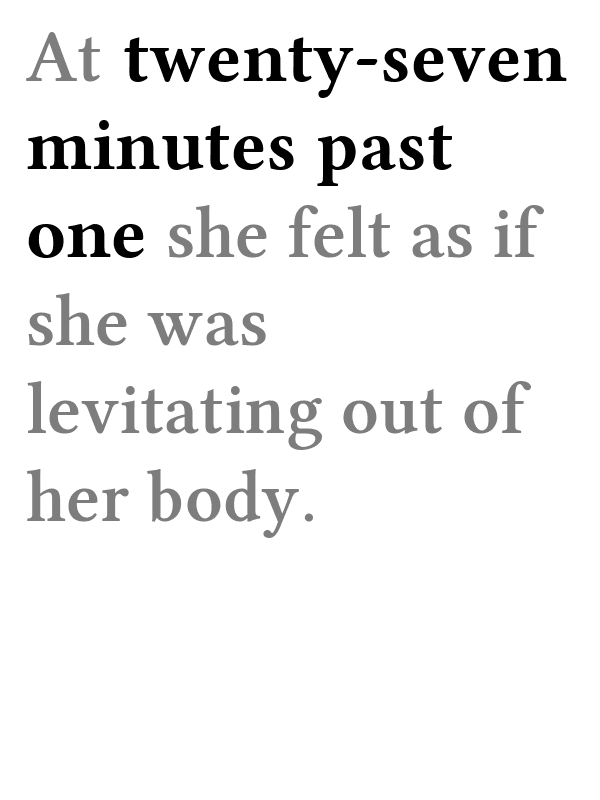 At twenty-seven
minutes past
one she felt as if
she was
levitating out of
her body.